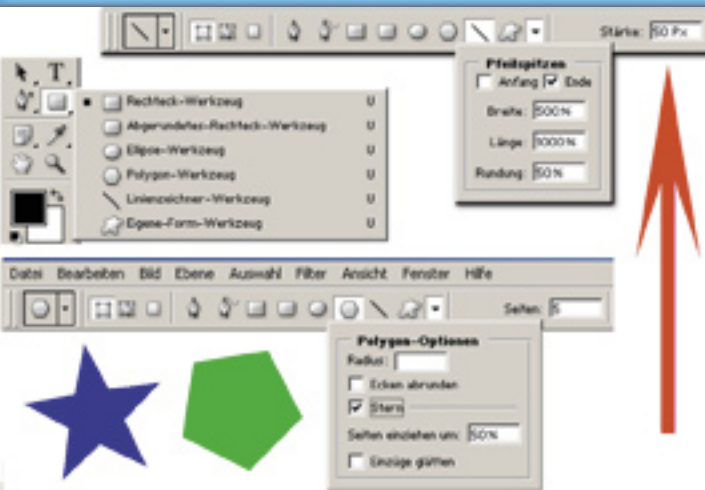 Stärke: 50 Px
Pfeilspitzen
Anfang Ende
Breite: 500%
Länge: 1000%
Rundung: 50%
T
Rechteck-Werkzeug U
Abgerundetes-Rechteck-Werkzeug U
Ellipse-Werkzeug U
Polygon-Werkzeug U
Linienzeichner-Werkzeug U
Eigene-Form-Werkzeug U
Datei Bearbeiten Bild Ebene Auswahl Filter Ansicht Fenster Hilfe
Seiten: 5
Polygon-Optionen
Radius:
Ecken abrunden
Stern
Seiten einziehen um: 50%
Einzüge glätten